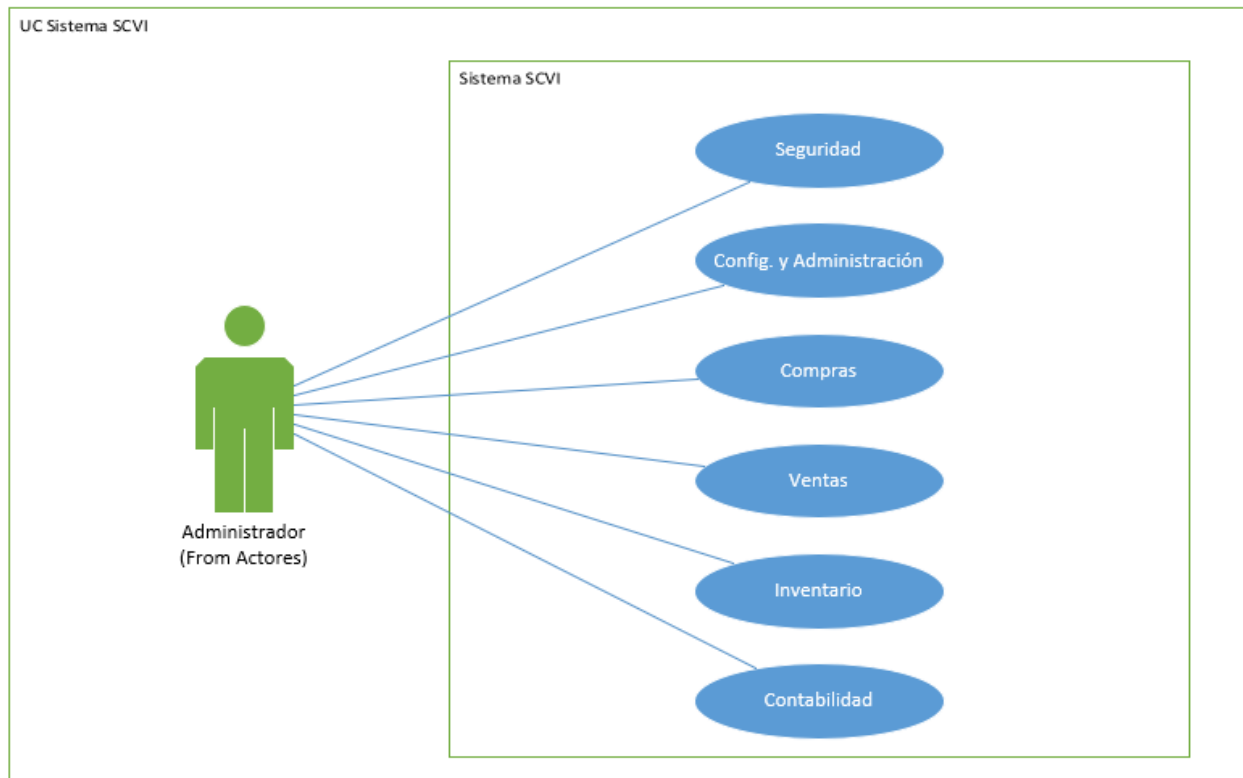 UC Sistema SCVI
Sistema SCVI
Seguridad
Config. y Administración
Compras
Ventas
Inventario
Contabilidad
Administrador
(From Actores)